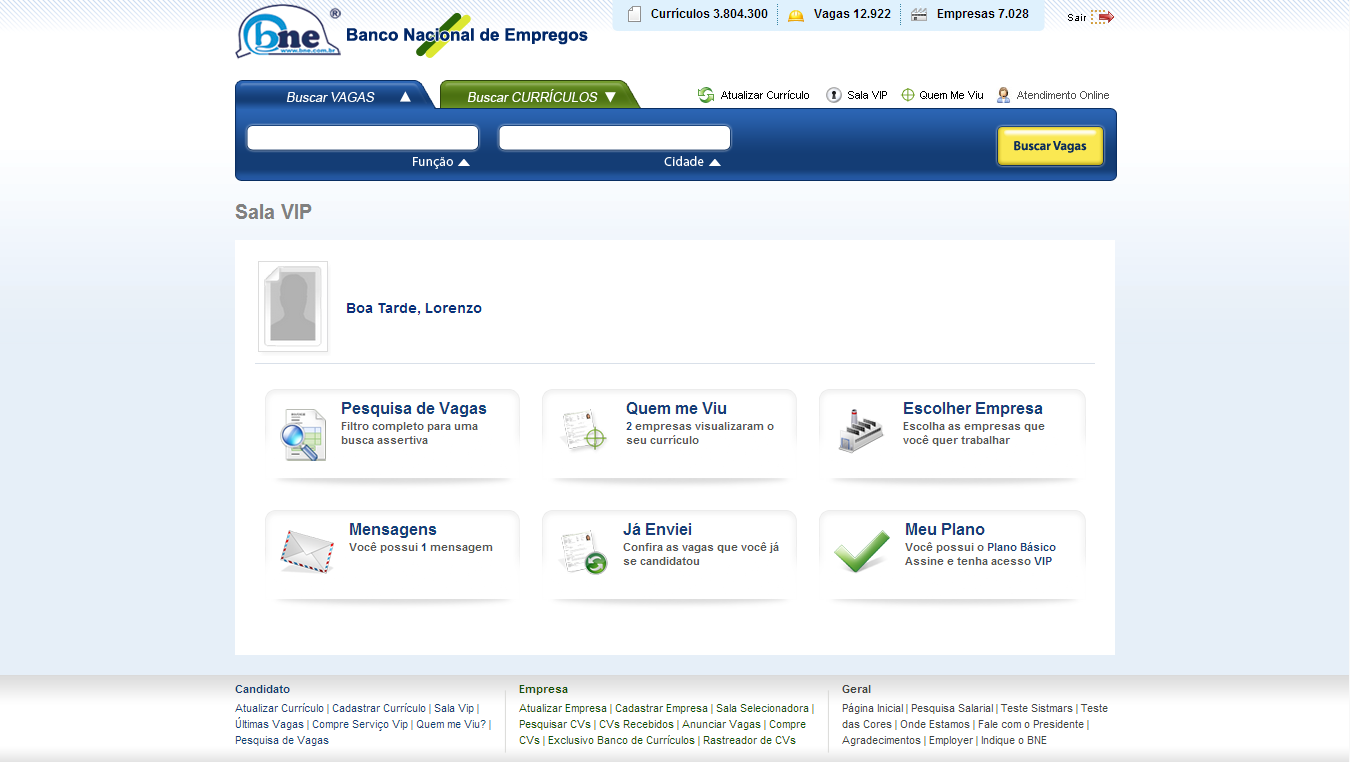 bne ®
www.bne.com.br
Banco Nacional de Empregos
Currículos 3.804.300
Vagas 12.922
Empresas 7.028
Sair
Buscar VAGAS ▲
Buscar CURRÍCULOS ▼
Atualizar Currículo
Sala VIP
Quem Me Viu
Atendimento Online
Função
Cidade
Buscar Vagas
Sala VIP
Boa Tarde, Lorenzo
Pesquisa de Vagas
Filtro completo para uma
busca assertiva
Quem me Viu
2 empresas visualizaram o
seu currículo
Escolher Empresa
Escolha as empresas que
você quer trabalhar
Mensagens
Você possui 1 mensagem
Já Enviei
Confira as vagas que você já
se candidatou
Meu Plano
Você possui o Plano Básico
Assine e tenha acesso VIP
Candidato
Atualizar Currículo | Cadastrar Currículo | Sala Vip |
Últimas Vagas | Compre Serviço Vip | Quem me Viu? |
Pesquisa de Vagas
Empresa
Atualizar Empresa | Cadastrar Empresa | Sala Selecionadora |
Pesquisar CVs | CVs Recebidos | Anunciar Vagas | Compre
CVs | Exclusivo Banco de Currículos | Rastreador de CVs
Geral
Página Inicial | Pesquisa Salarial | Teste Sistmars | Teste
das Cores | Onde Estamos | Fale com o Presidente |
Agradecimentos | Employer | Indique o BNE